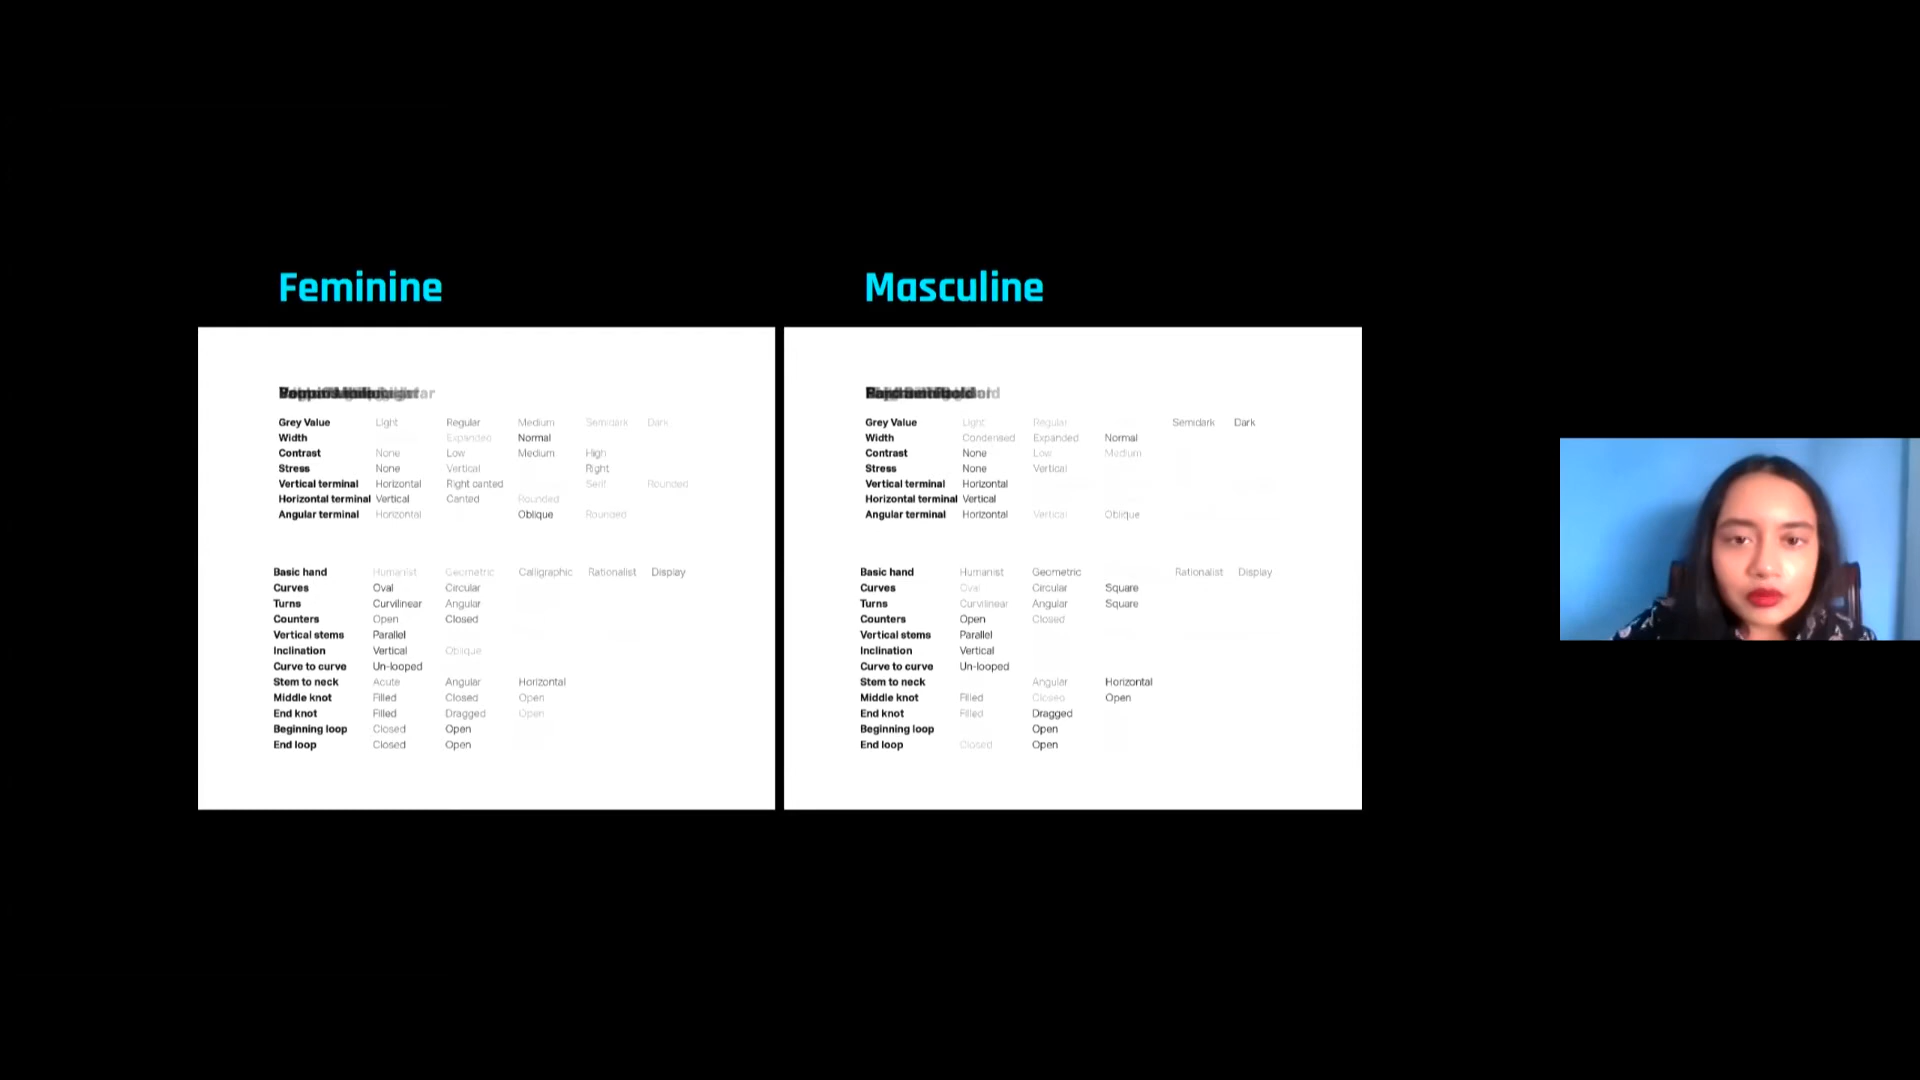 Feminine
Grey Value Light Regular Medium Semidark Dark
Width Expanded Normal
Contrast None Low Medium High
Stress None Vertical Right
Vertical terminal Horizontal Right canted Serif Rounded
Horizontal terminal Vertical Canted Rounded
Angular terminal Horizontal Oblique Rounded
Basic hand Humanist Geometric Calligraphic Rationalist Display
Curves Oval Circular
Turns Curvilinear Angular
Counters Open Closed
Vertical stems Parallel
Inclination Vertical Oblique
Curve to curve Un-looped
Stem to neck Acute Angular Horizontal
Middle knot Filled Closed Open
End knot Filled Dragged Open
Beginning loop Closed Open
End loop Closed Open
Masculine
Grey Value Light Regular Semidark Dark
Width Condensed Expanded Normal
Contrast None Low Medium
Stress None Vertical
Vertical terminal Horizontal
Horizontal terminal Vertical
Angular terminal Horizontal Vertical Oblique
Basic hand Humanist Geometric Rationalist Display
Curves Oval Circular Square
Turns Curvilinear Angular Square
Counters Open Closed
Vertical stems Parallel
Inclination Vertical
Curve to curve Un-looped
Stem to neck Angular Horizontal
Middle knot Filled Closed Open
End knot Filled Dragged
Beginning loop Open
End loop Closed Open